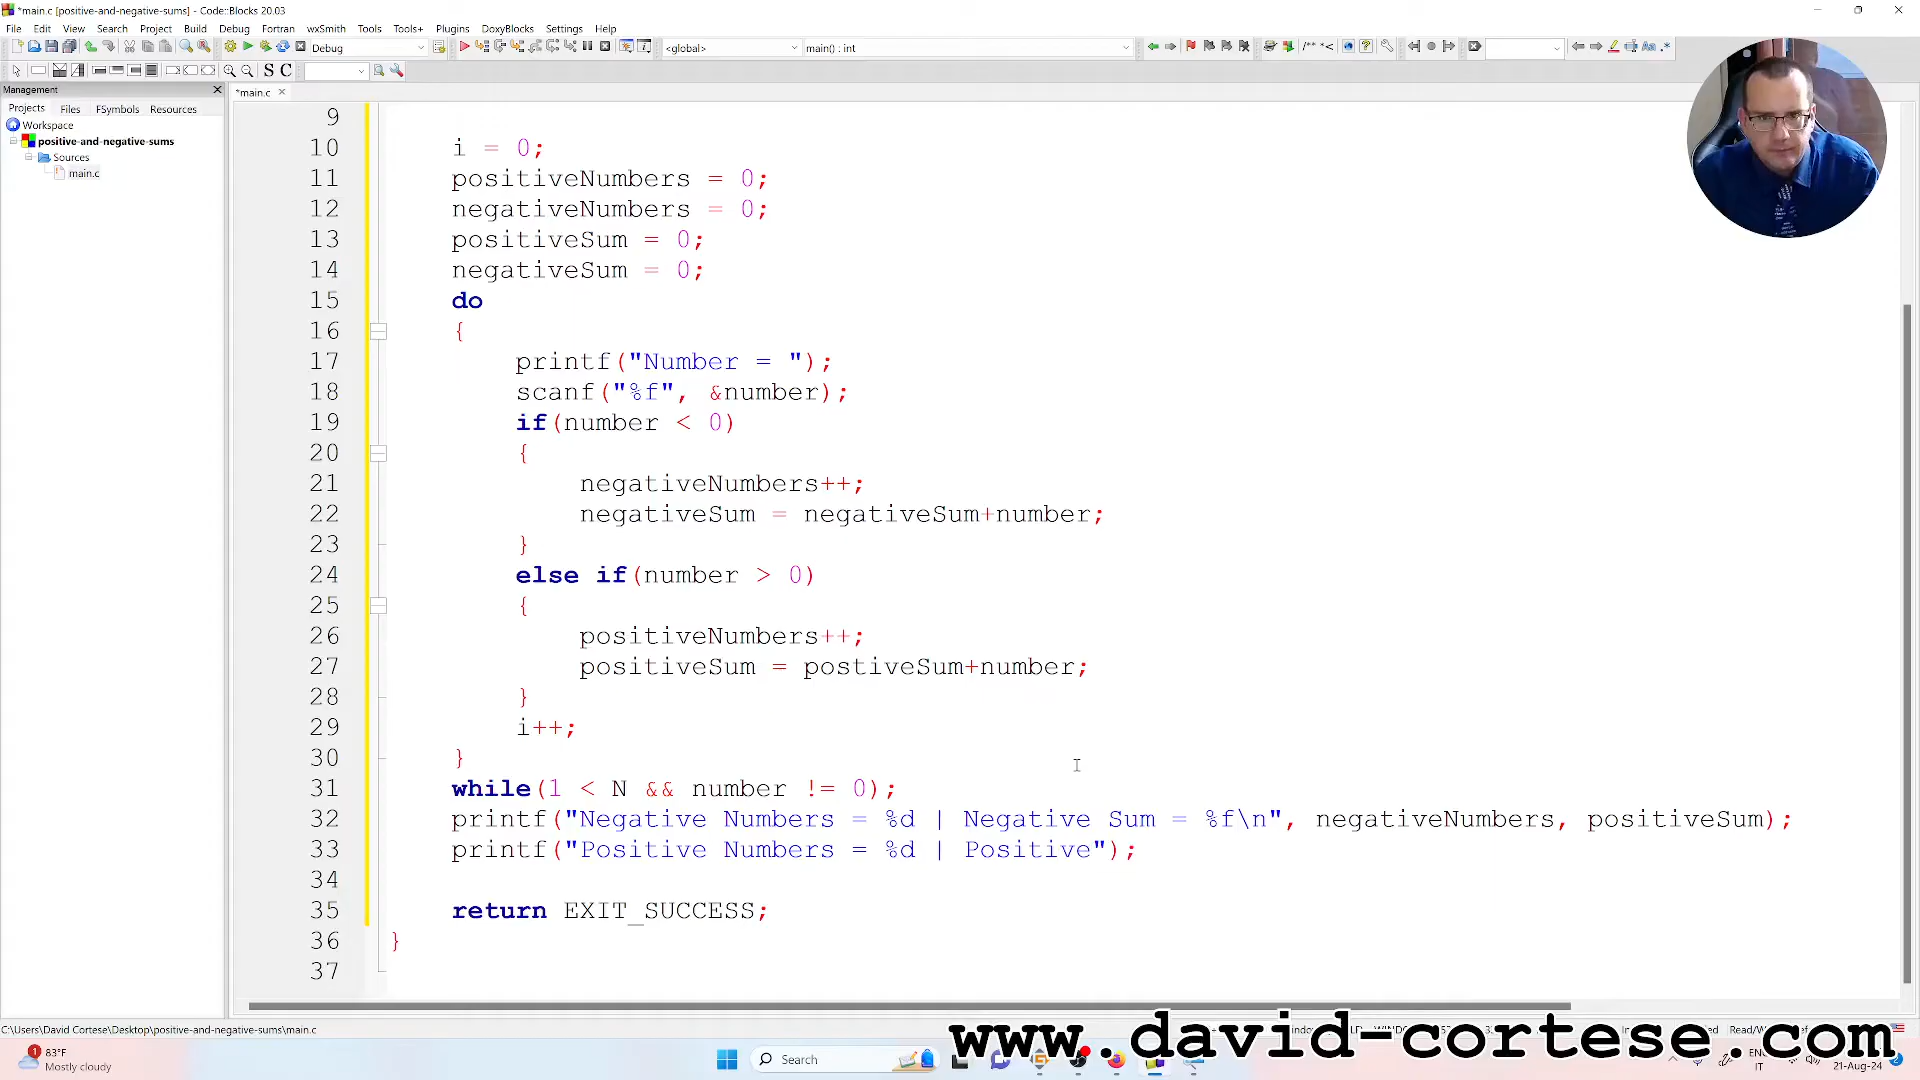 *main.c [positive-and-negative-sums] - Code::Blocks 20.03
File Edit View Search Project Build Debug Fortran wxSmith Tools Tools+ Plugins DoxyBlocks Settings Help
Debug <global> main() : int
S C
Management
Projects Files FSymbols Resources
Workspace
positive-and-negative-sums
Sources
main.c
*main.c
9
10 i = 0;
11 positiveNumbers = 0;
12 negativeNumbers = 0;
13 positiveSum = 0;
14 negativeSum = 0;
15 do
16 {
17 printf("Number = ");
18 scanf("%f", &number);
19 if(number < 0)
20 {
21 negativeNumbers++;
22 negativeSum = negativeSum+number;
23 }
24 else if(number > 0)
25 {
26 positiveNumbers++;
27 positiveSum = postiveSum+number;
28 }
29 i++;
30 }
31 while(1 < N && number != 0);
32 printf("Negative Numbers = %d | Negative Sum = %f\n", negativeNumbers, positiveSum);
33 printf("Positive Numbers = %d | Positive");
34
35 return EXIT_SUCCESS;
36 }
37
C:\Users\David Cortese\Desktop\positive-and-negative-sums\main.c
www.david-cortese.com
83°F
Mostly cloudy
Search
IT
21-Aug-24